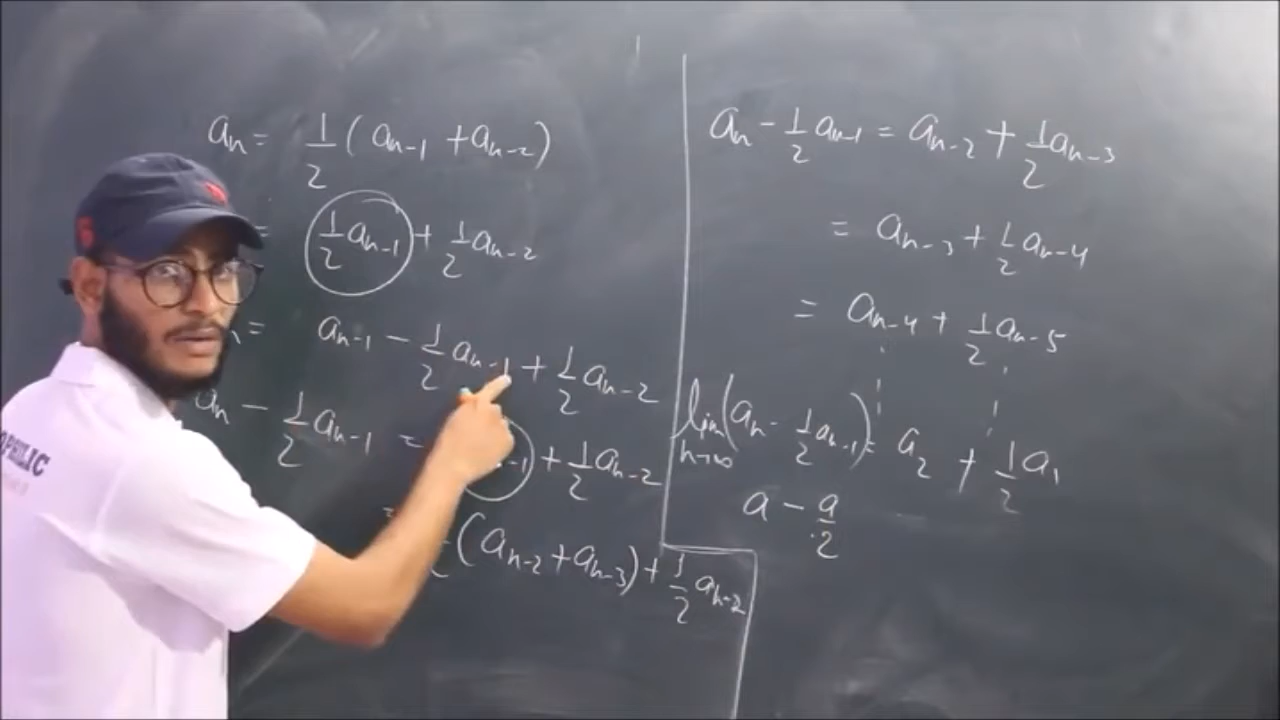 aₙ = 1/2 (aₙ₋₁ + aₙ₋₂)
= 1/2 aₙ₋₁ + 1/2 aₙ₋₂
= aₙ₋₁ - 1/2 aₙ₋₁ + 1/2 aₙ₋₂
aₙ - 1/2 aₙ₋₁ = + 1/2 aₙ₋₂
(aₙ₋₂ + aₙ₋₃) + 1/2 aₙ₋₂
aₙ - 1/2 aₙ₋₁ = aₙ₋₂ + 1/2 aₙ₋₃
= aₙ₋₃ + 1/2 aₙ₋₄
= aₙ₋₄ + 1/2 aₙ₋₅
lim n→∞ (aₙ - 1/2 aₙ₋₁) = a₂ + 1/2 a₁
a - a/2
OPHILIC